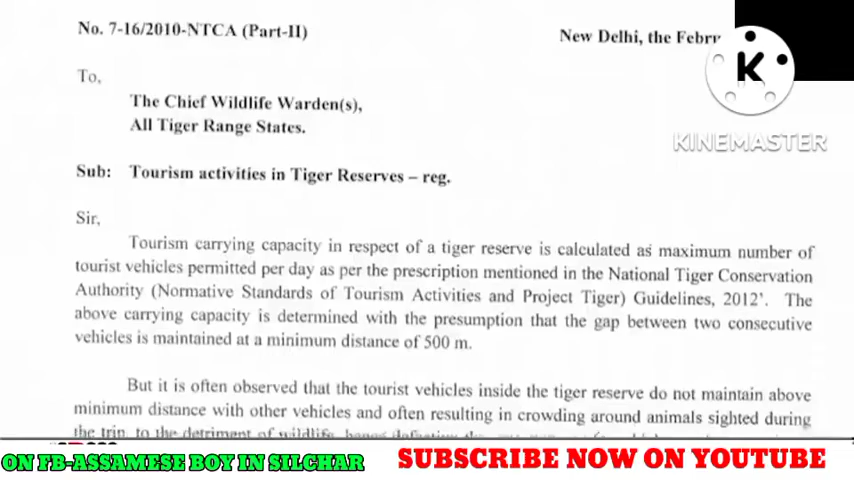 No. 7-16/2010-NTCA (Part-II)
New Delhi, the Febru
To,
The Chief Wildlife Warden(s),
All Tiger Range States.
KINEMASTER
Sub: Tourism activities in Tiger Reserves – reg.
Sir,
Tourism carrying capacity in respect of a tiger reserve is calculated as maximum number of
tourist vehicles permitted per day as per the prescription mentioned in the National Tiger Conservation
Authority (Normative Standards of Tourism Activities and Project Tiger) Guidelines, 2012'. The
above carrying capacity is determined with the presumption that the gap between two consecutive
vehicles is maintained at a minimum distance of 500 m.
But it is often observed that the tourist vehicles inside the tiger reserve do not maintain above
minimum distance with other vehicles and often resulting in crowding around animals sighted during
the trip, to the detriment of wildlife, hence
ON FB-ASSAMESE BOY IN SILCHAR
SUBSCRIBE NOW ON YOUTUBE